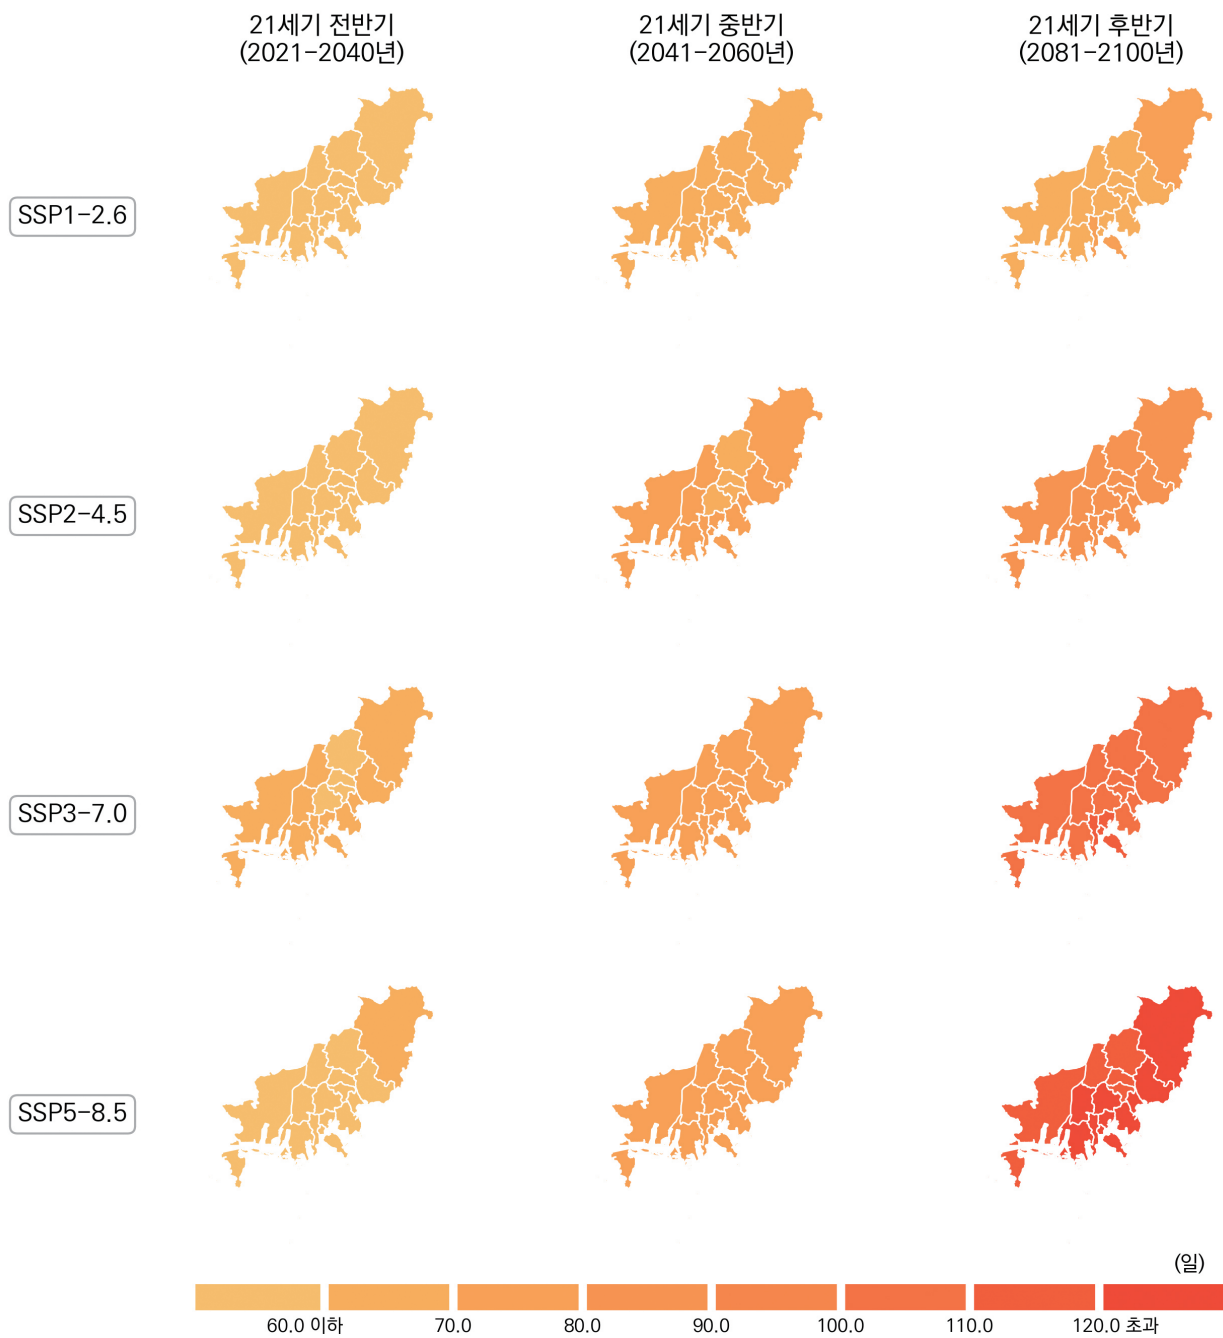 21세기 전반기
(2021-2040년)
21세기 중반기
(2041-2060년)
21세기 후반기
(2081-2100년)
SSP1-2.6
SSP2-4.5
SSP3-7.0
SSP5-8.5
(일)
60.0 이하
70.0
80.0
90.0
100.0
110.0
120.0 초과